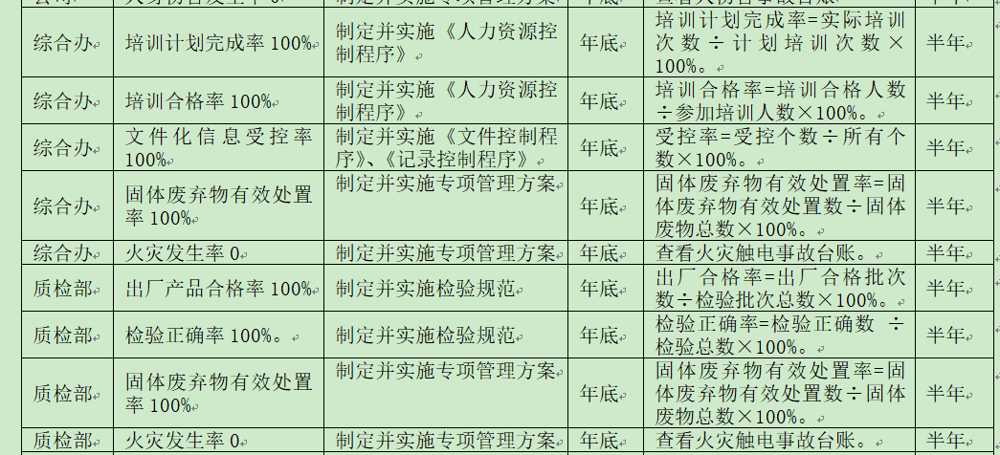 综合办
培训计划完成率 100%
制定并实施《人力资源控
制程序》
年底
培训计划完成率=实际培训
次数÷计划培训次数×
100%。
半年
综合办
培训合格率 100%
制定并实施《人力资源控
制程序》
年底
培训合格率=培训合格人数
÷参加培训人数×100%。
半年
综合办
文件化信息受控率
100%
制定并实施《文件控制程
序》、《记录控制程序》
年底
受控率=受控个数÷所有个
数×100%。
半年
综合办
固体废弃物有效处置
率 100%
制定并实施专项管理方案
年底
固体废弃物有效处置率=固
体废弃物有效处置数÷固体
废物总数×100%。
半年
综合办
火灾发生率 0
制定并实施专项管理方案
年底
查看火灾触电事故台账。
半年
质检部
出厂产品合格率 100%
制定并实施检验规范
年底
出厂合格率=出厂合格批次
数÷检验批次总数×100%。
半年
质检部
检验正确率 100%。
制定并实施检验规范
年底
检验正确率=检验正确数 ÷
检验总数×100%。
半年
质检部
固体废弃物有效处置
率 100%
制定并实施专项管理方案
年底
固体废弃物有效处置率=固
体废弃物有效处置数÷固体
废物总数×100%。
半年
质检部
火灾发生率 0
制定并实施专项管理方案
年底
查看火灾触电事故台账。
半年